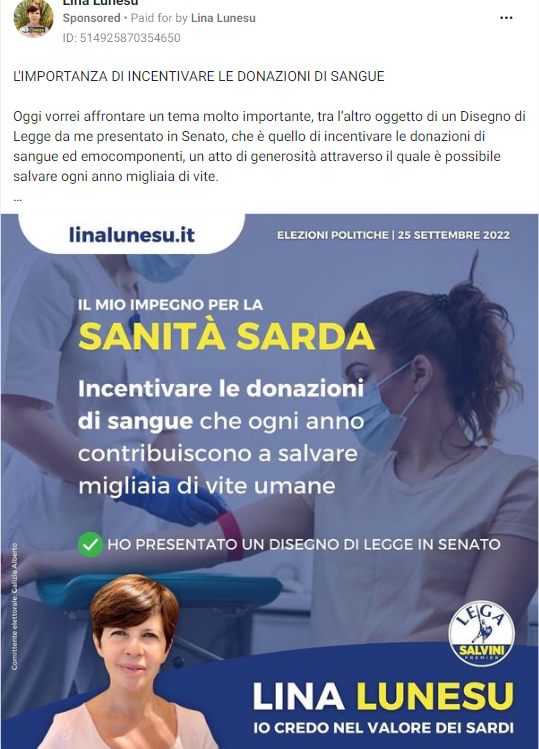 Lina Lunesu
Sponsored • Paid for by Lina Lunesu
ID: 514925870354650
L'IMPORTANZA DI INCENTIVARE LE DONAZIONI DI SANGUE
Oggi vorrei affrontare un tema molto importante, tra l'altro oggetto di un Disegno di
Legge da me presentato in Senato, che è quello di incentivare le donazioni di
sangue ed emocomponenti, un atto di generosità attraverso il quale è possibile
salvare ogni anno migliaia di vite.
...
linalunesu.it
ELEZIONI POLITICHE | 25 SETTEMBRE 2022
IL MIO IMPEGNO PER LA
SANITÀ SARDA
Incentivare le donazioni
di sangue che ogni anno
contribuiscono a salvare
migliaia di vite umane
HO PRESENTATO UN DISEGNO DI LEGGE IN SENATO
Comittente elettorale: Galizia Alberto
LEGA
SALVINI
PREMIER
LINA LUNESU
IO CREDO NEL VALORE DEI SARDI